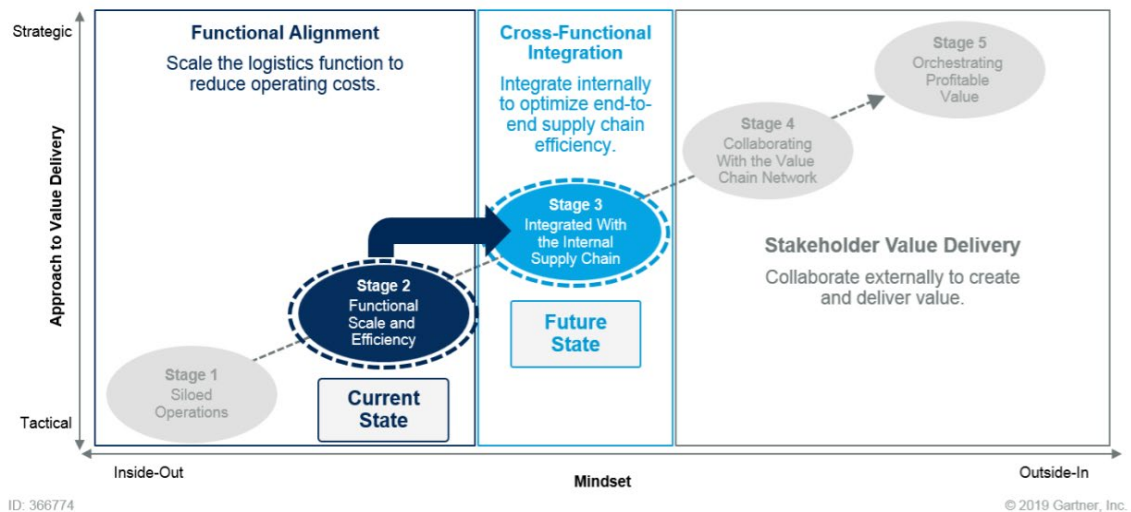 Strategic
Functional Alignment
Scale the logistics function to
reduce operating costs.
Cross-Functional
Integration
Integrate internally
to optimize end-to-
end supply chain
efficiency.
Stage 5
Orchestrating
Profitable
Value
Stage 4
Collaborating
With the Value
Chain Network
Stage 3
Integrated With
the Internal
Supply Chain
Stakeholder Value Delivery
Collaborate externally to create
and deliver value.
Stage 2
Functional
Scale and
Efficiency
Future
State
Stage 1
Siloed
Operations
Current
State
Approach to Value Delivery
Tactical
Inside-Out
Mindset
Outside-In
ID: 366774
© 2019 Gartner, Inc.